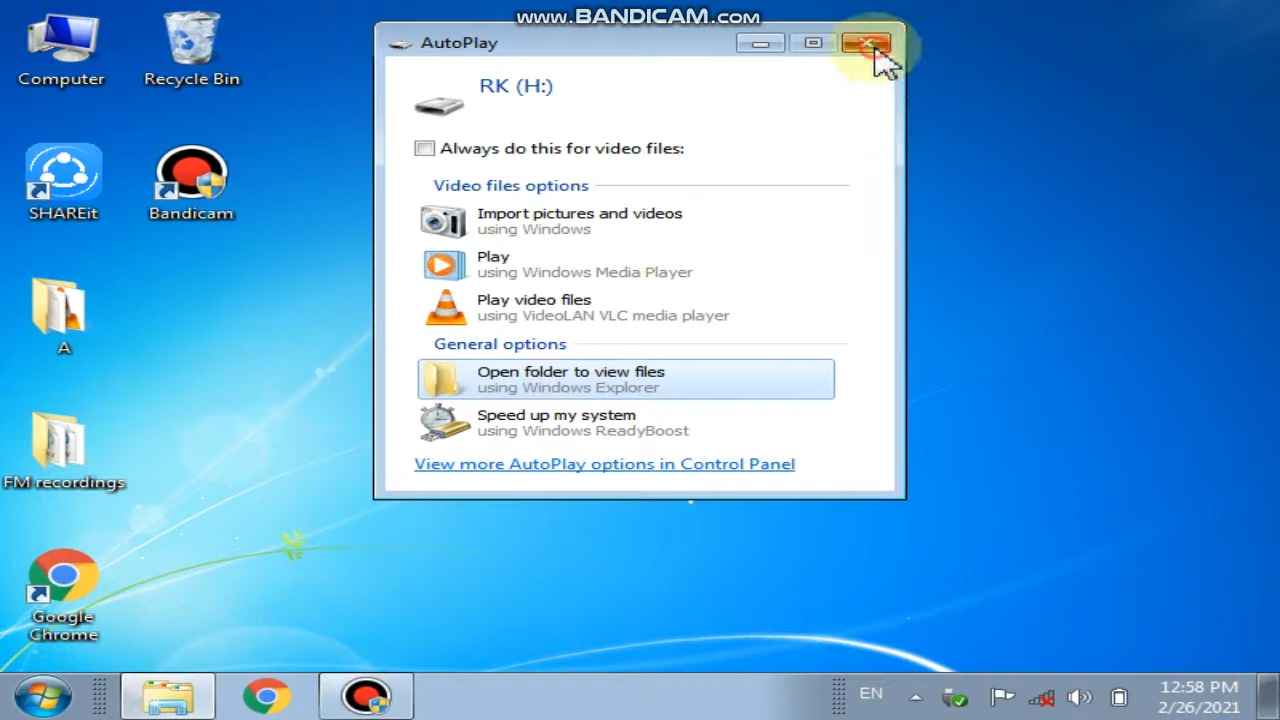 www.BANDICAM.com
Computer
Recycle Bin
SHAREit
Bandicam
A
FM recordings
Google
Chrome
AutoPlay
RK (H:)
Always do this for video files:
Video files options
Import pictures and videos
using Windows
Play
using Windows Media Player
Play video files
using VideoLAN VLC media player
General options
Open folder to view files
using Windows Explorer
Speed up my system
using Windows ReadyBoost
View more AutoPlay options in Control Panel
EN
12:58 PM
2/26/2021